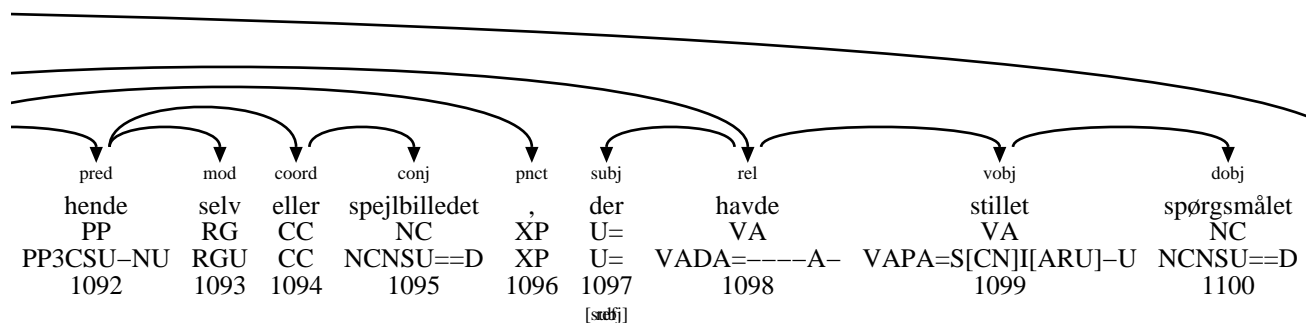 pred mod coord conj pnct subj rel vobj dobj
hende selv eller spejlbilledet , der havde stillet spørgsmålet
PP RG CC NC XP U= VA VA NC
PP3CSU−NU RGU CC NCNSU==D XP U= VADA=−−−−A− VAPA=S[CN]I[ARU]−U NCNSU==D
1092 1093 1094 1095 1096 1097 1098 1099 1100